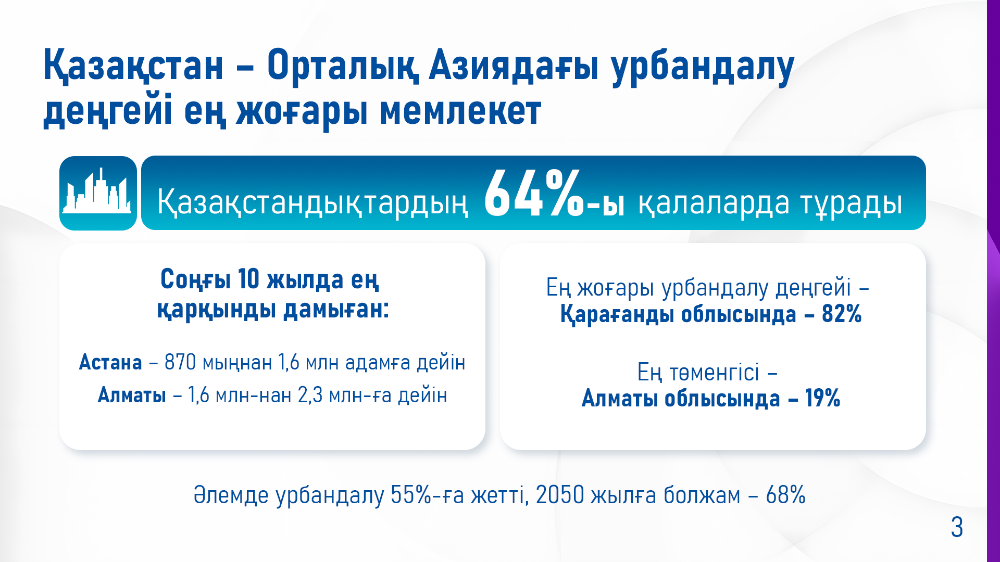 Қазақстан – Орталық Азиядағы урбандалу
деңгейі ең жоғары мемлекет
Қазақстандықтардың 64%-ы қалаларда тұрады
Соңғы 10 жылда ең
қарқынды дамыған:
Астана – 870 мыңнан 1,6 млн адамға дейін
Алматы – 1,6 млн-нан 2,3 млн-ға дейін
Ең жоғары урбандалу деңгейі –
Қарағанды облысында – 82%
Ең төменгісі –
Алматы облысында – 19%
Әлемде урбандалу 55%-ға жетті, 2050 жылға болжам – 68%
3